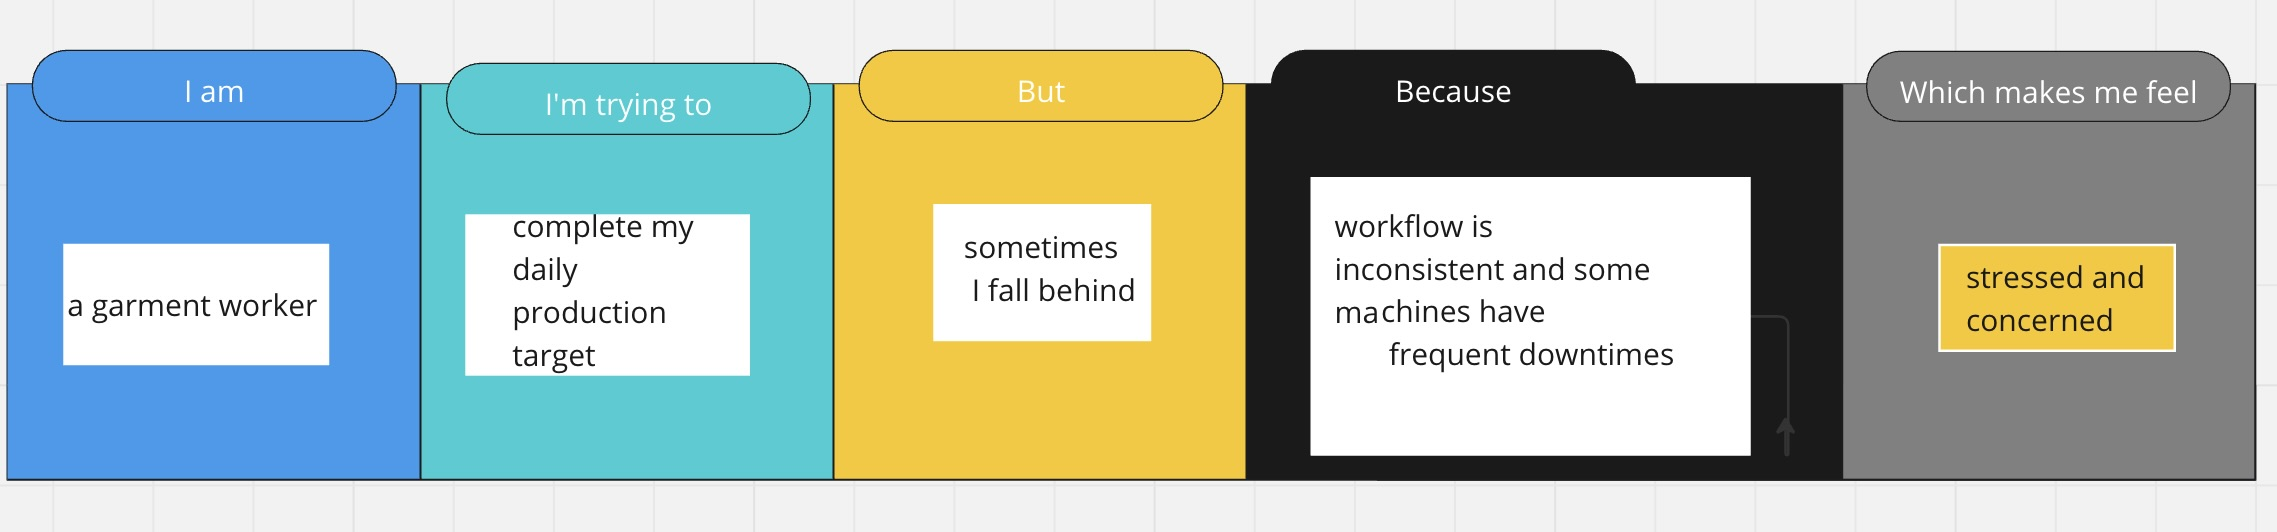 I am
a garment worker
I'm trying to
complete my
daily
production
target
But
sometimes
I fall behind
Because
workflow is
inconsistent and some
machines have
frequent downtimes
Which makes me feel
stressed and
concerned